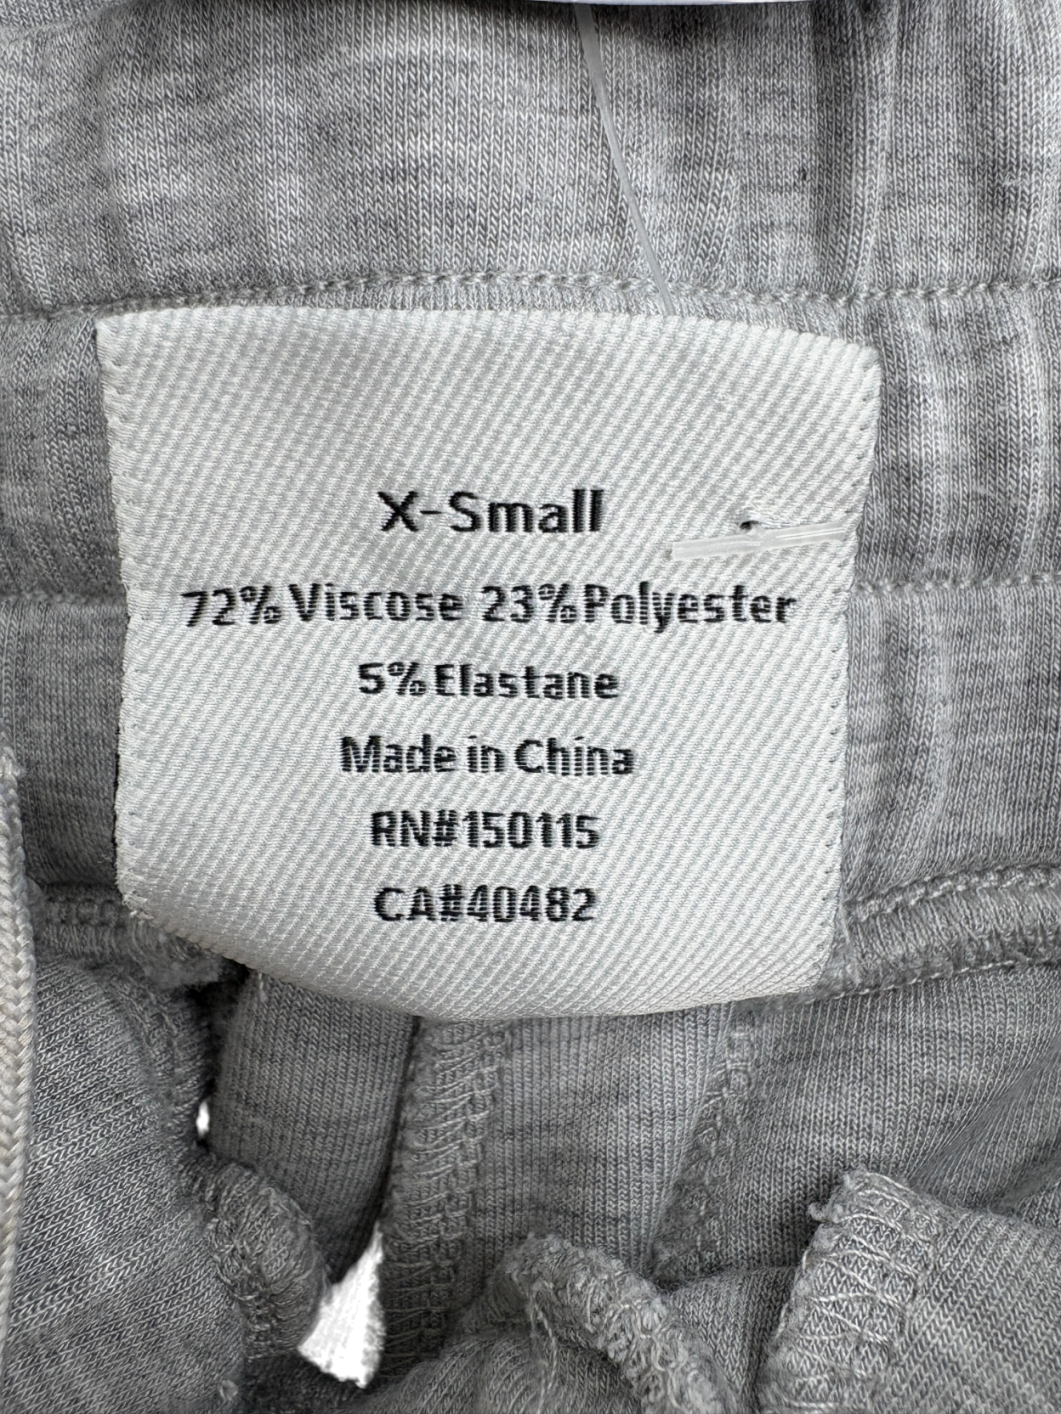 X-Small
72% Viscose 23% Polyester
5% Elastane
Made in China
RN#150115
CA#40482